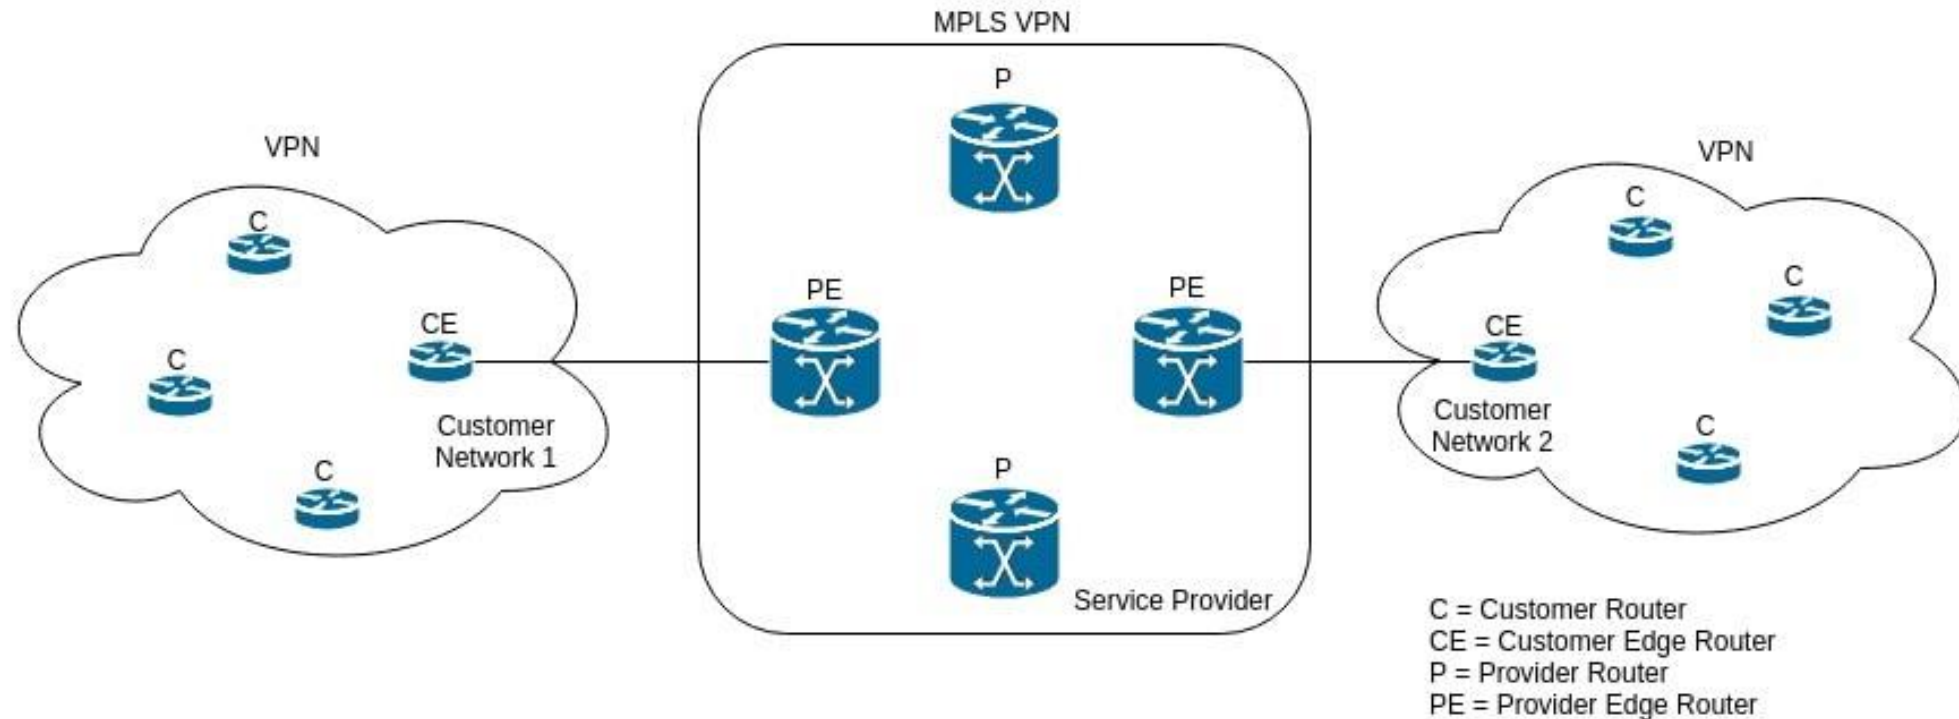 MPLS VPN
P
VPN
C
CE
C
Customer
Network 1
C
PE
PE
P
Service Provider
VPN
C
C
CE
Customer
Network 2
C
C = Customer Router
CE = Customer Edge Router
P = Provider Router
PE = Provider Edge Router